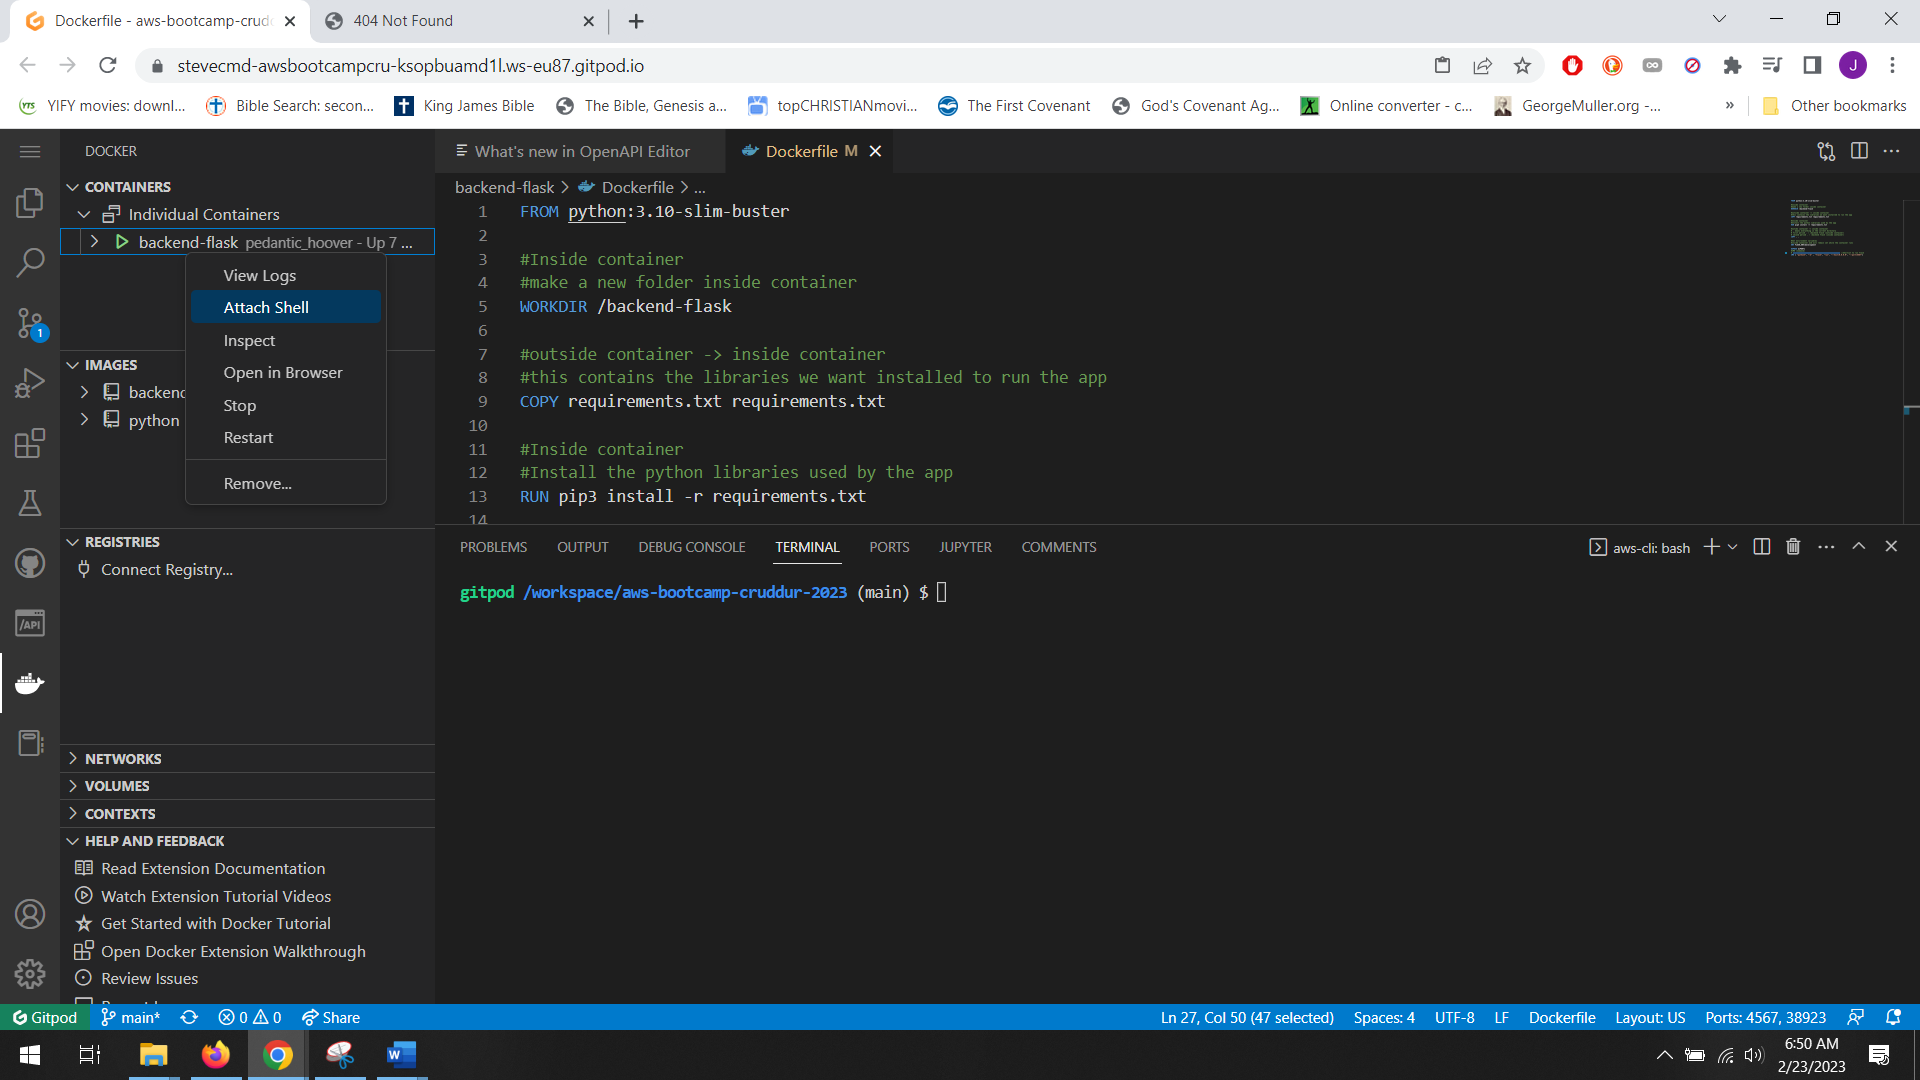 Dockerfile - aws-bootcamp-crudd
404 Not Found
stevecmd-awsbootcampcru-ksopbuamd1l.ws-eu87.gitpod.io
J
YTS YIFY movies: downl...
Bible Search: secon...
King James Bible
The Bible, Genesis a...
topCHRISTIANmovi...
The First Covenant
God's Covenant Ag...
Online converter - c...
GeorgeMuller.org -...
»
Other bookmarks
DOCKER
What's new in OpenAPI Editor
Dockerfile M
CONTAINERS
Individual Containers
backend-flask pedantic_hoover - Up 7 ...
View Logs
Attach Shell
Inspect
Open in Browser
Stop
Restart
Remove...
IMAGES
backend
python
REGISTRIES
Connect Registry...
NETWORKS
VOLUMES
CONTEXTS
HELP AND FEEDBACK
Read Extension Documentation
Watch Extension Tutorial Videos
Get Started with Docker Tutorial
Open Docker Extension Walkthrough
Review Issues
1
/API
backend-flask > Dockerfile > ...
1 FROM python:3.10-slim-buster
2
3 #Inside container
4 #make a new folder inside container
5 WORKDIR /backend-flask
6
7 #outside container -> inside container
8 #this contains the libraries we want installed to run the app
9 COPY requirements.txt requirements.txt
10
11 #Inside container
12 #Install the python libraries used by the app
13 RUN pip3 install -r requirements.txt
14
PROBLEMS OUTPUT DEBUG CONSOLE TERMINAL PORTS JUPYTER COMMENTS
aws-cli: bash
gitpod /workspace/aws-bootcamp-cruddur-2023 (main) $
Gitpod main* 0 0 Share
Ln 27, Col 50 (47 selected) Spaces: 4 UTF-8 LF Dockerfile Layout: US Ports: 4567, 38923
W
6:50 AM
2/23/2023